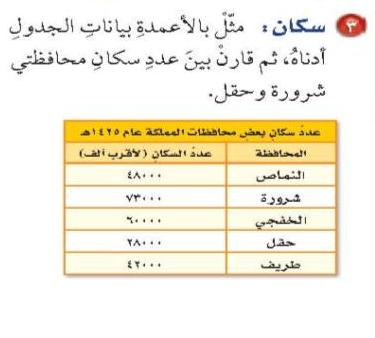 ٣ سكان : مثّلْ بالأعمدةِ بياناتِ الجدولِ
أدناهُ، ثم قارنْ بينَ عددِ سكانِ محافظتي
شرورة وحقل.
عددُ سكانِ بعضِ محافظات المملكة عام ١٤٢٥هـ
المحافظة عددُ السكانِ (لأقربِ ألف)
النماص ٤٨٠٠٠
شرورة ٧٣٠٠٠
الخفجي ٦٠٠٠٠
حقل ٢٨٠٠٠
طريف ٤٢٠٠٠